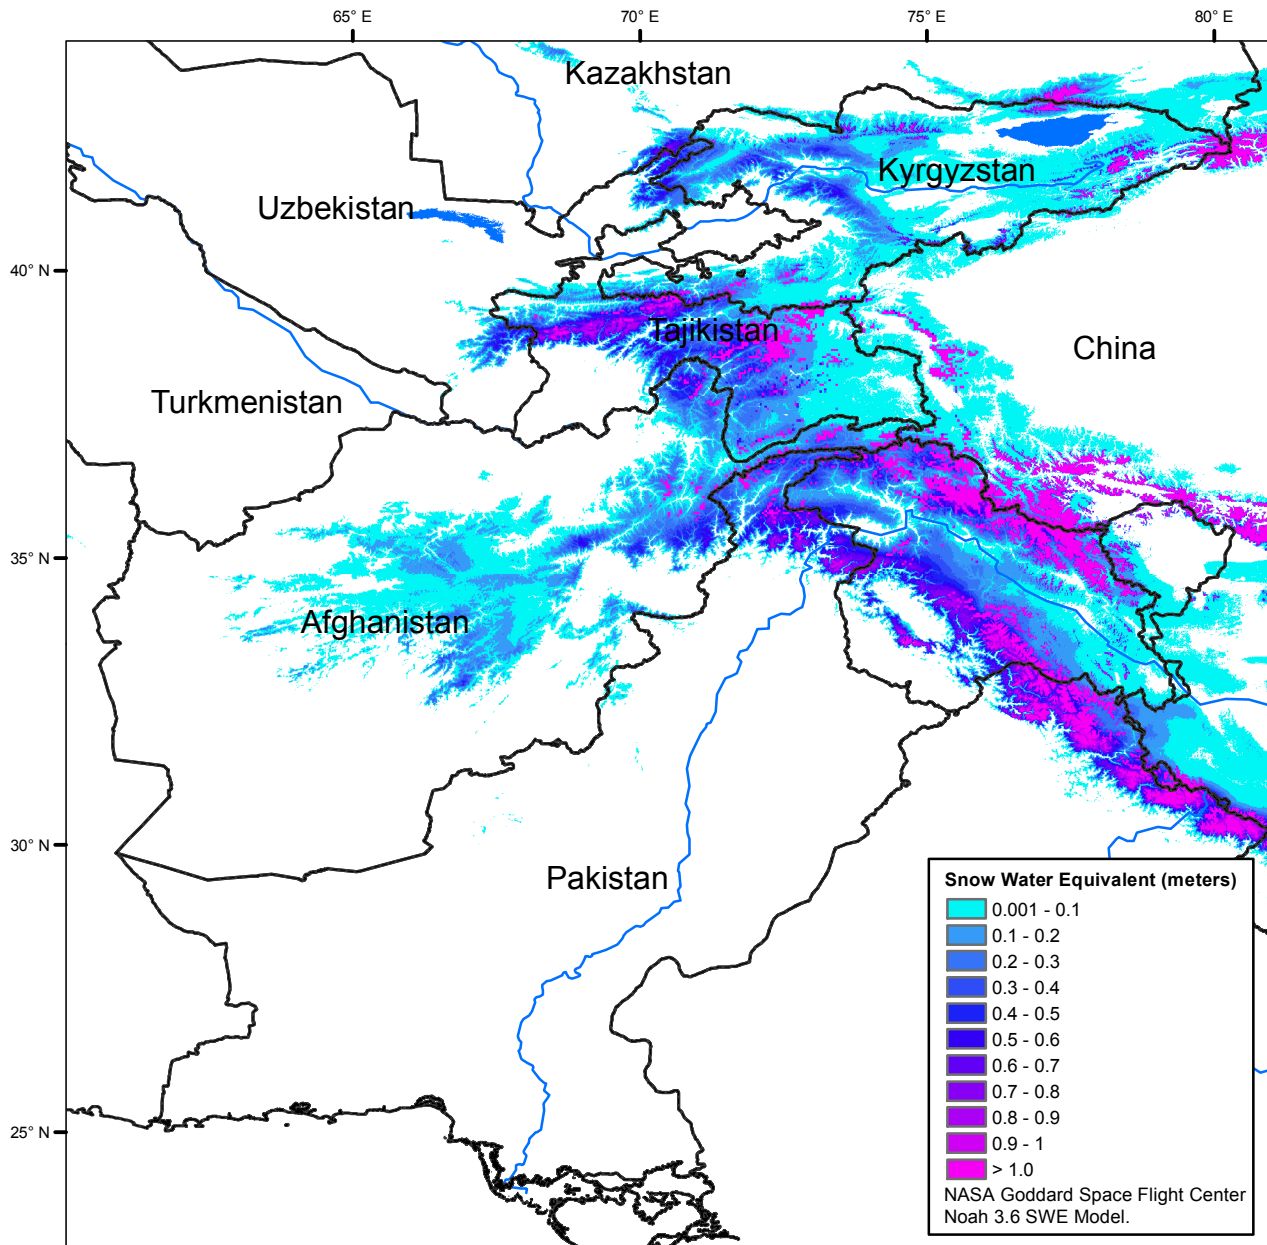 65° E
70° E
75° E
80° E
Kazakhstan
Kyrgyzstan
Uzbekistan
40° N
Tajikistan
China
Turkmenistan
35° N
Afghanistan
30° N
Pakistan
25° N
Snow Water Equivalent (meters)
0.001 - 0.1
0.1 - 0.2
0.2 - 0.3
0.3 - 0.4
0.4 - 0.5
0.5 - 0.6
0.6 - 0.7
0.7 - 0.8
0.8 - 0.9
0.9 - 1
> 1.0
NASA Goddard Space Flight Center
Noah 3.6 SWE Model.